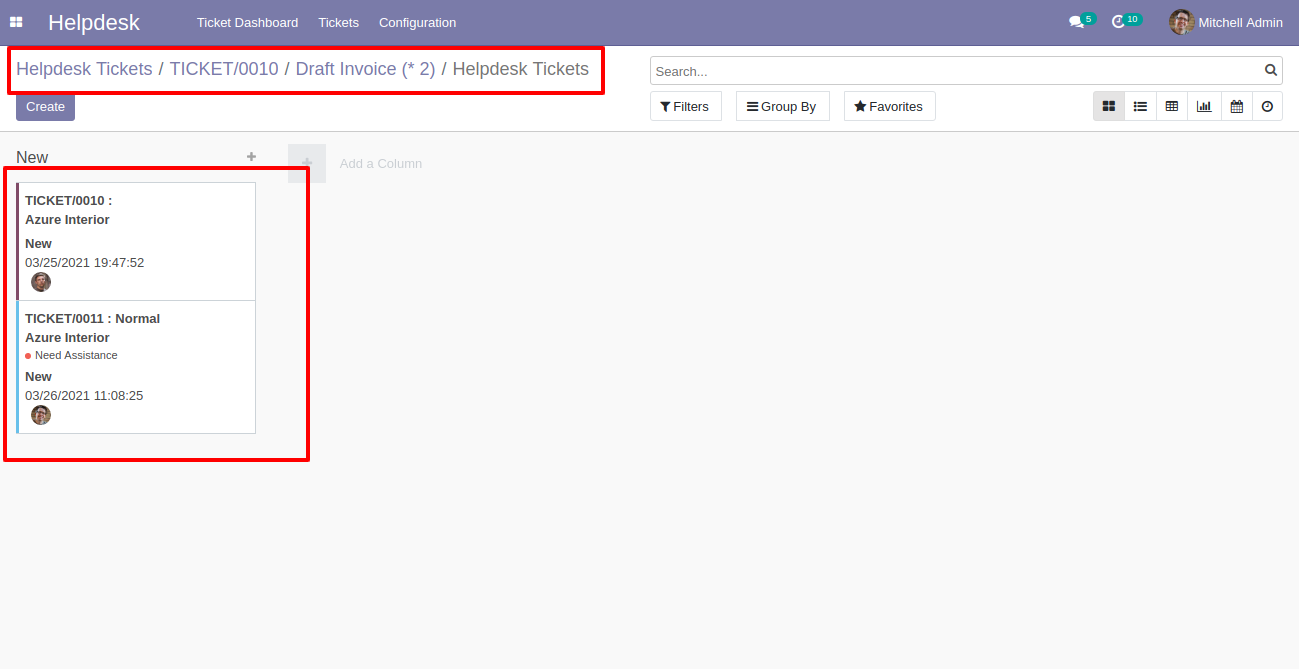 Helpdesk Ticket Dashboard Tickets Configuration 5 10 Mitchell Admin
Helpdesk Tickets / TICKET/0010 / Draft Invoice (* 2) / Helpdesk Tickets
Search...
Create
Filters Group By Favorites
New
Add a Column
TICKET/0010 :
Azure Interior
New
03/25/2021 19:47:52
TICKET/0011 : Normal
Azure Interior
Need Assistance
New
03/26/2021 11:08:25